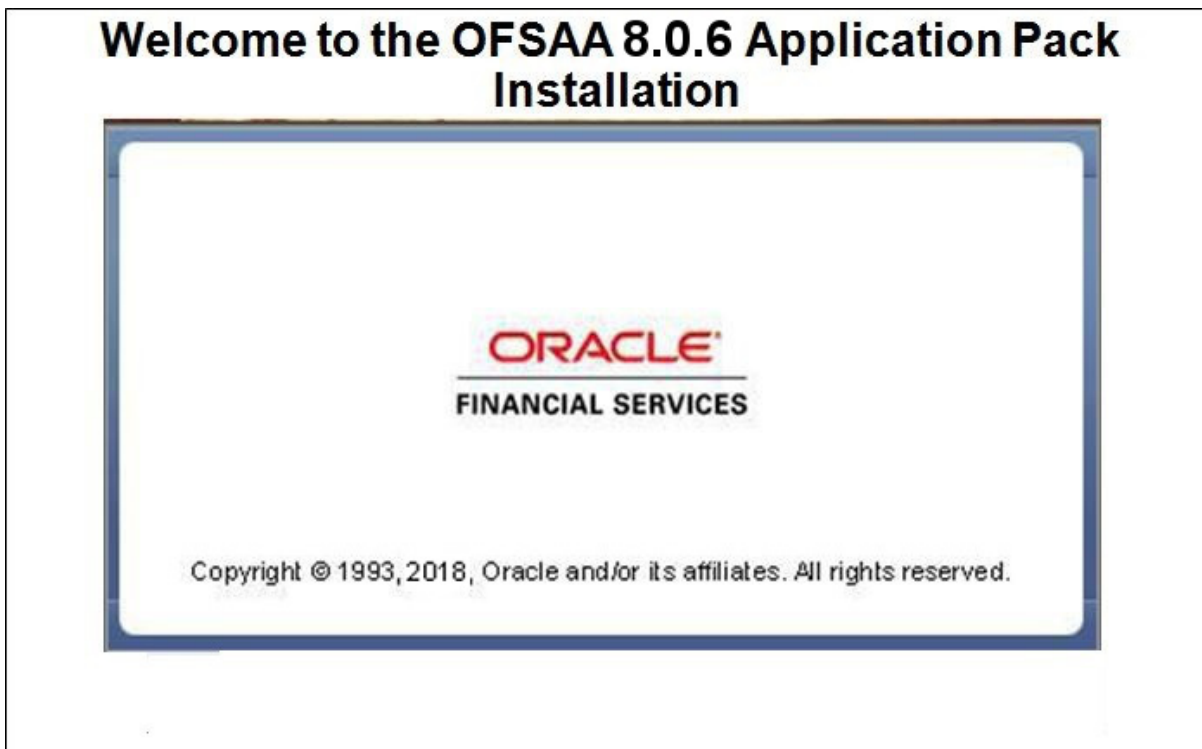 Welcome to the OFSAA 8.0.6 Application Pack
Installation
ORACLE®
FINANCIAL SERVICES
Copyright © 1993, 2018, Oracle and/or its affiliates. All rights reserved.